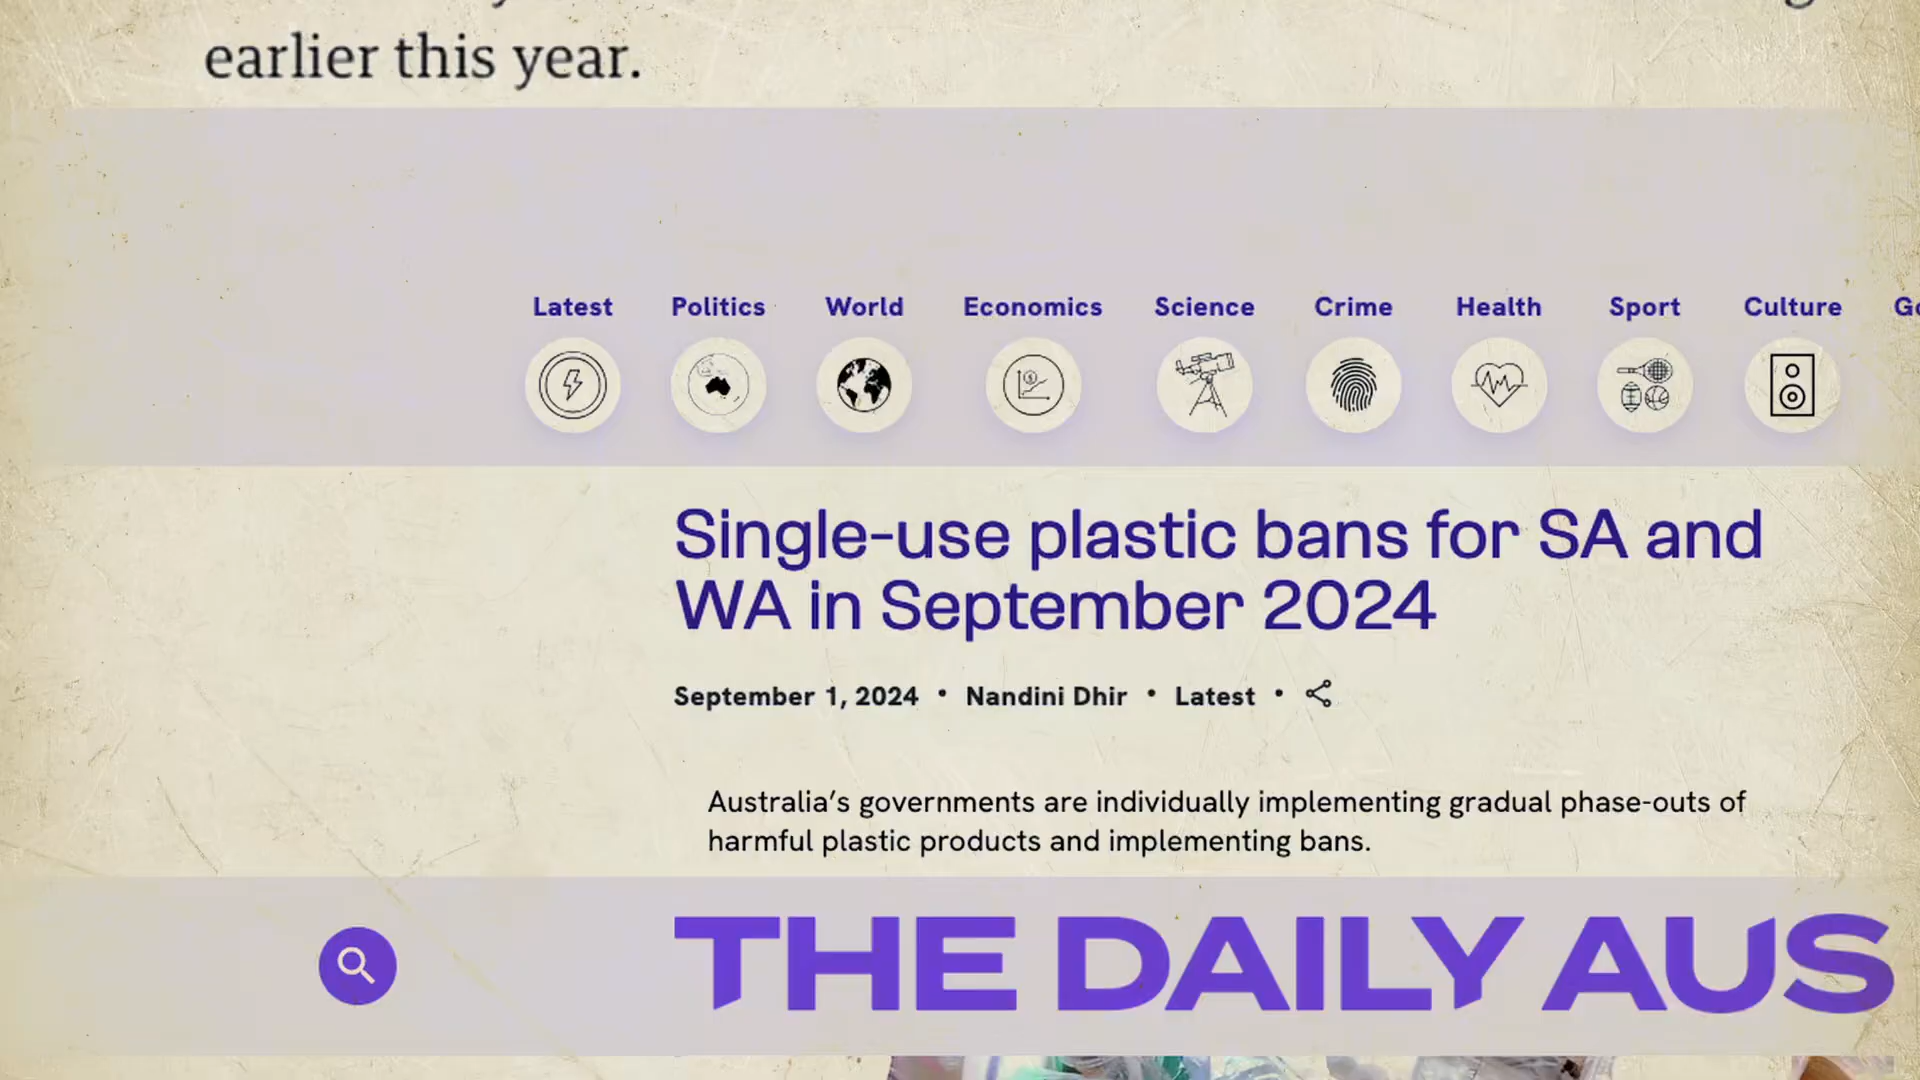 earlier this year.
Latest Politics World Economics Science Crime Health Sport Culture
Single-use plastic bans for SA and
WA in September 2024
September 1, 2024 • Nandini Dhir • Latest •
Australia’s governments are individually implementing gradual phase-outs of
harmful plastic products and implementing bans.
THE DAILY AUS